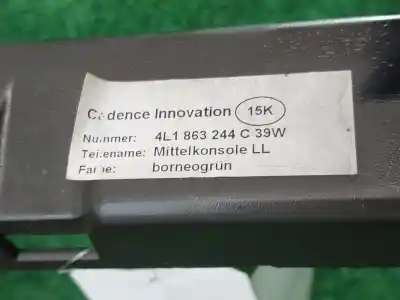 Cadence Innovation 15K
Nummer: 4L1 863 244 C 39W
Teilename: Mittelkonsole LL
Farbe: borneogrün